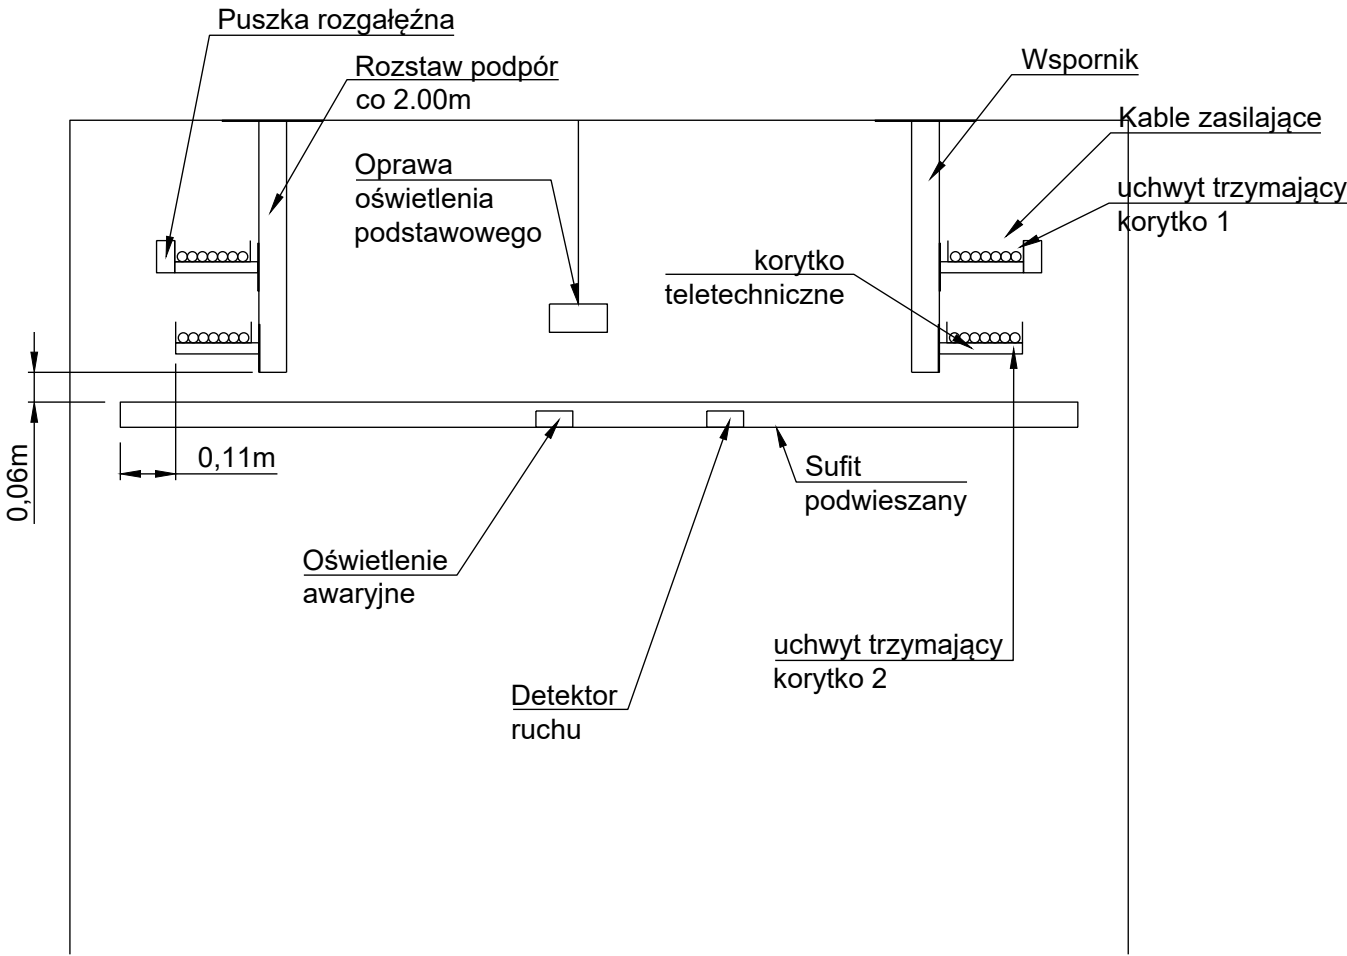 Puszka rozgałęźna
Rozstaw podpór
co 2.00m
Wspornik
Kable zasilające
Oprawa
oświetlenia
podstawowego
uchwyt trzymający
korytko 1
korytko
teletechniczne
0,06m
0,11m
Sufit
podwieszany
Oświetlenie
awaryjne
uchwyt trzymający
korytko 2
Detektor
ruchu